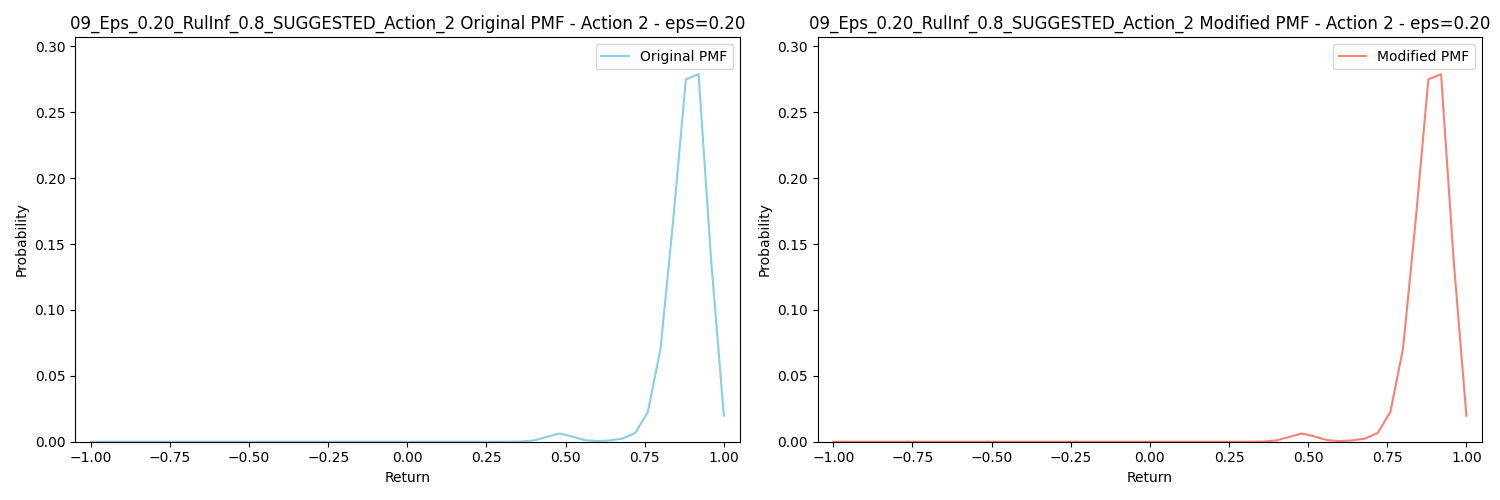 09_Eps_0.20_RulInf_0.8_SUGGESTED_Action_2 Original PMF - Action 2 - eps=0.20
Original PMF
0.30
0.25
0.20
0.15
0.10
0.05
0.00
Probability
−1.00 −0.75 −0.50 −0.25 0.00 0.25 0.50 0.75 1.00
Return
09_Eps_0.20_RulInf_0.8_SUGGESTED_Action_2 Modified PMF - Action 2 - eps=0.20
Modified PMF
0.30
0.25
0.20
0.15
0.10
0.05
0.00
Probability
−1.00 −0.75 −0.50 −0.25 0.00 0.25 0.50 0.75 1.00
Return